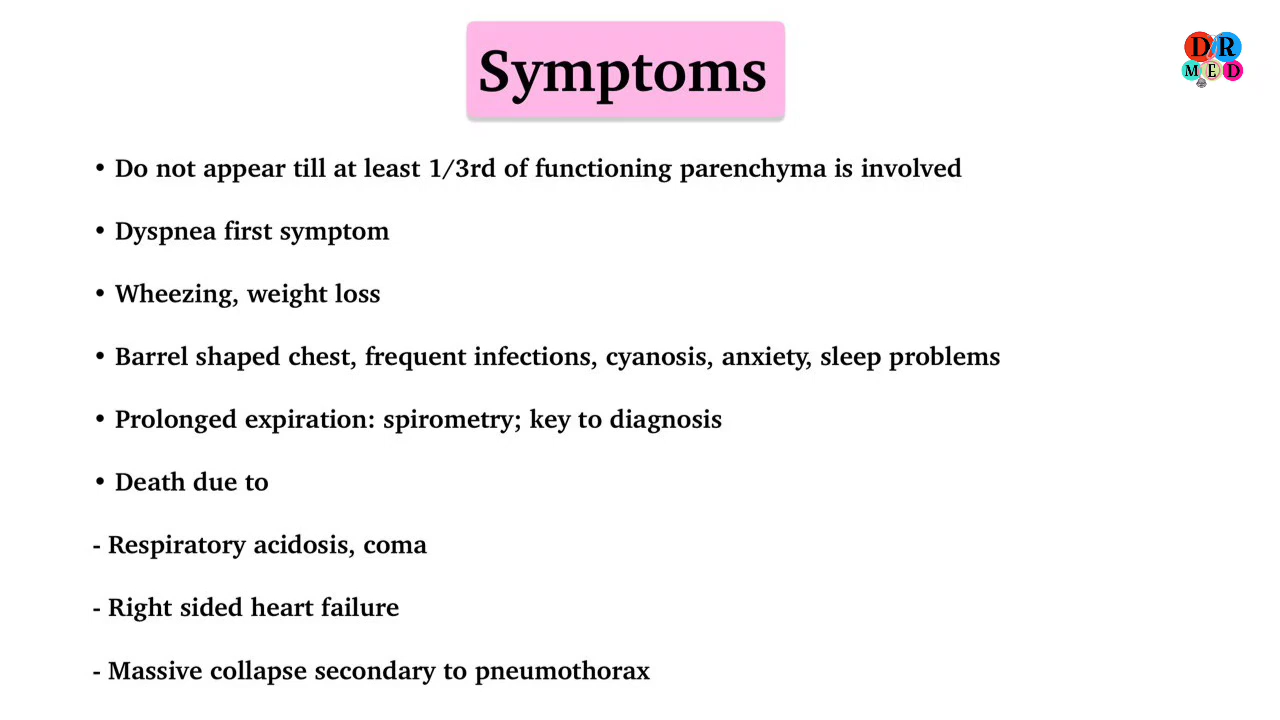 Symptoms
DR
MED
• Do not appear till at least 1/3rd of functioning parenchyma is involved
• Dyspnea first symptom
• Wheezing, weight loss
• Barrel shaped chest, frequent infections, cyanosis, anxiety, sleep problems
• Prolonged expiration: spirometry; key to diagnosis
• Death due to
- Respiratory acidosis, coma
- Right sided heart failure
- Massive collapse secondary to pneumothorax